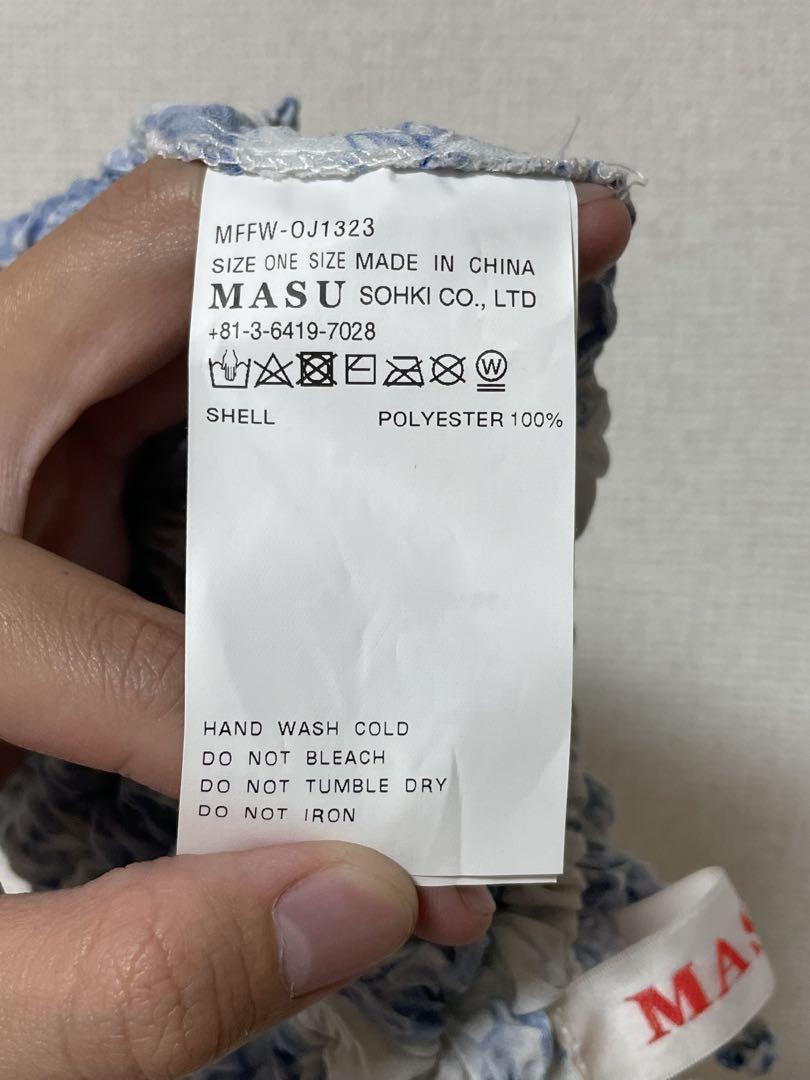 MFFW-OJ1323
SIZE ONE SIZE MADE IN CHINA
MASU SOHKI CO., LTD
+81-3-6419-7028
W
SHELL POLYESTER 100%
HAND WASH COLD
DO NOT BLEACH
DO NOT TUMBLE DRY
DO NOT IRON
MAS